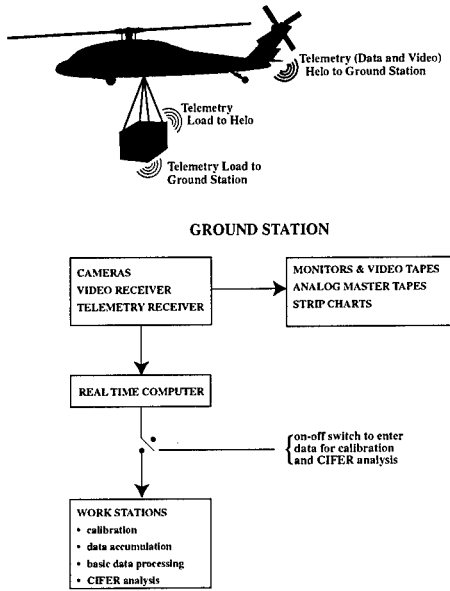 Telemetry (Data and Video)
Helo to Ground Station
Telemetry
Load to Helo
Telemetry Load to
Ground Station
GROUND STATION
CAMERAS
VIDEO RECEIVER
TELEMETRY RECEIVER
MONITORS & VIDEO TAPES
ANALOG MASTER TAPES
STRIP CHARTS
REAL TIME COMPUTER
on-off switch to enter
data for calibration
and CIFER analysis
WORK STATIONS
• calibration
• data accumulation
• basic data processing
• CIFER analysis